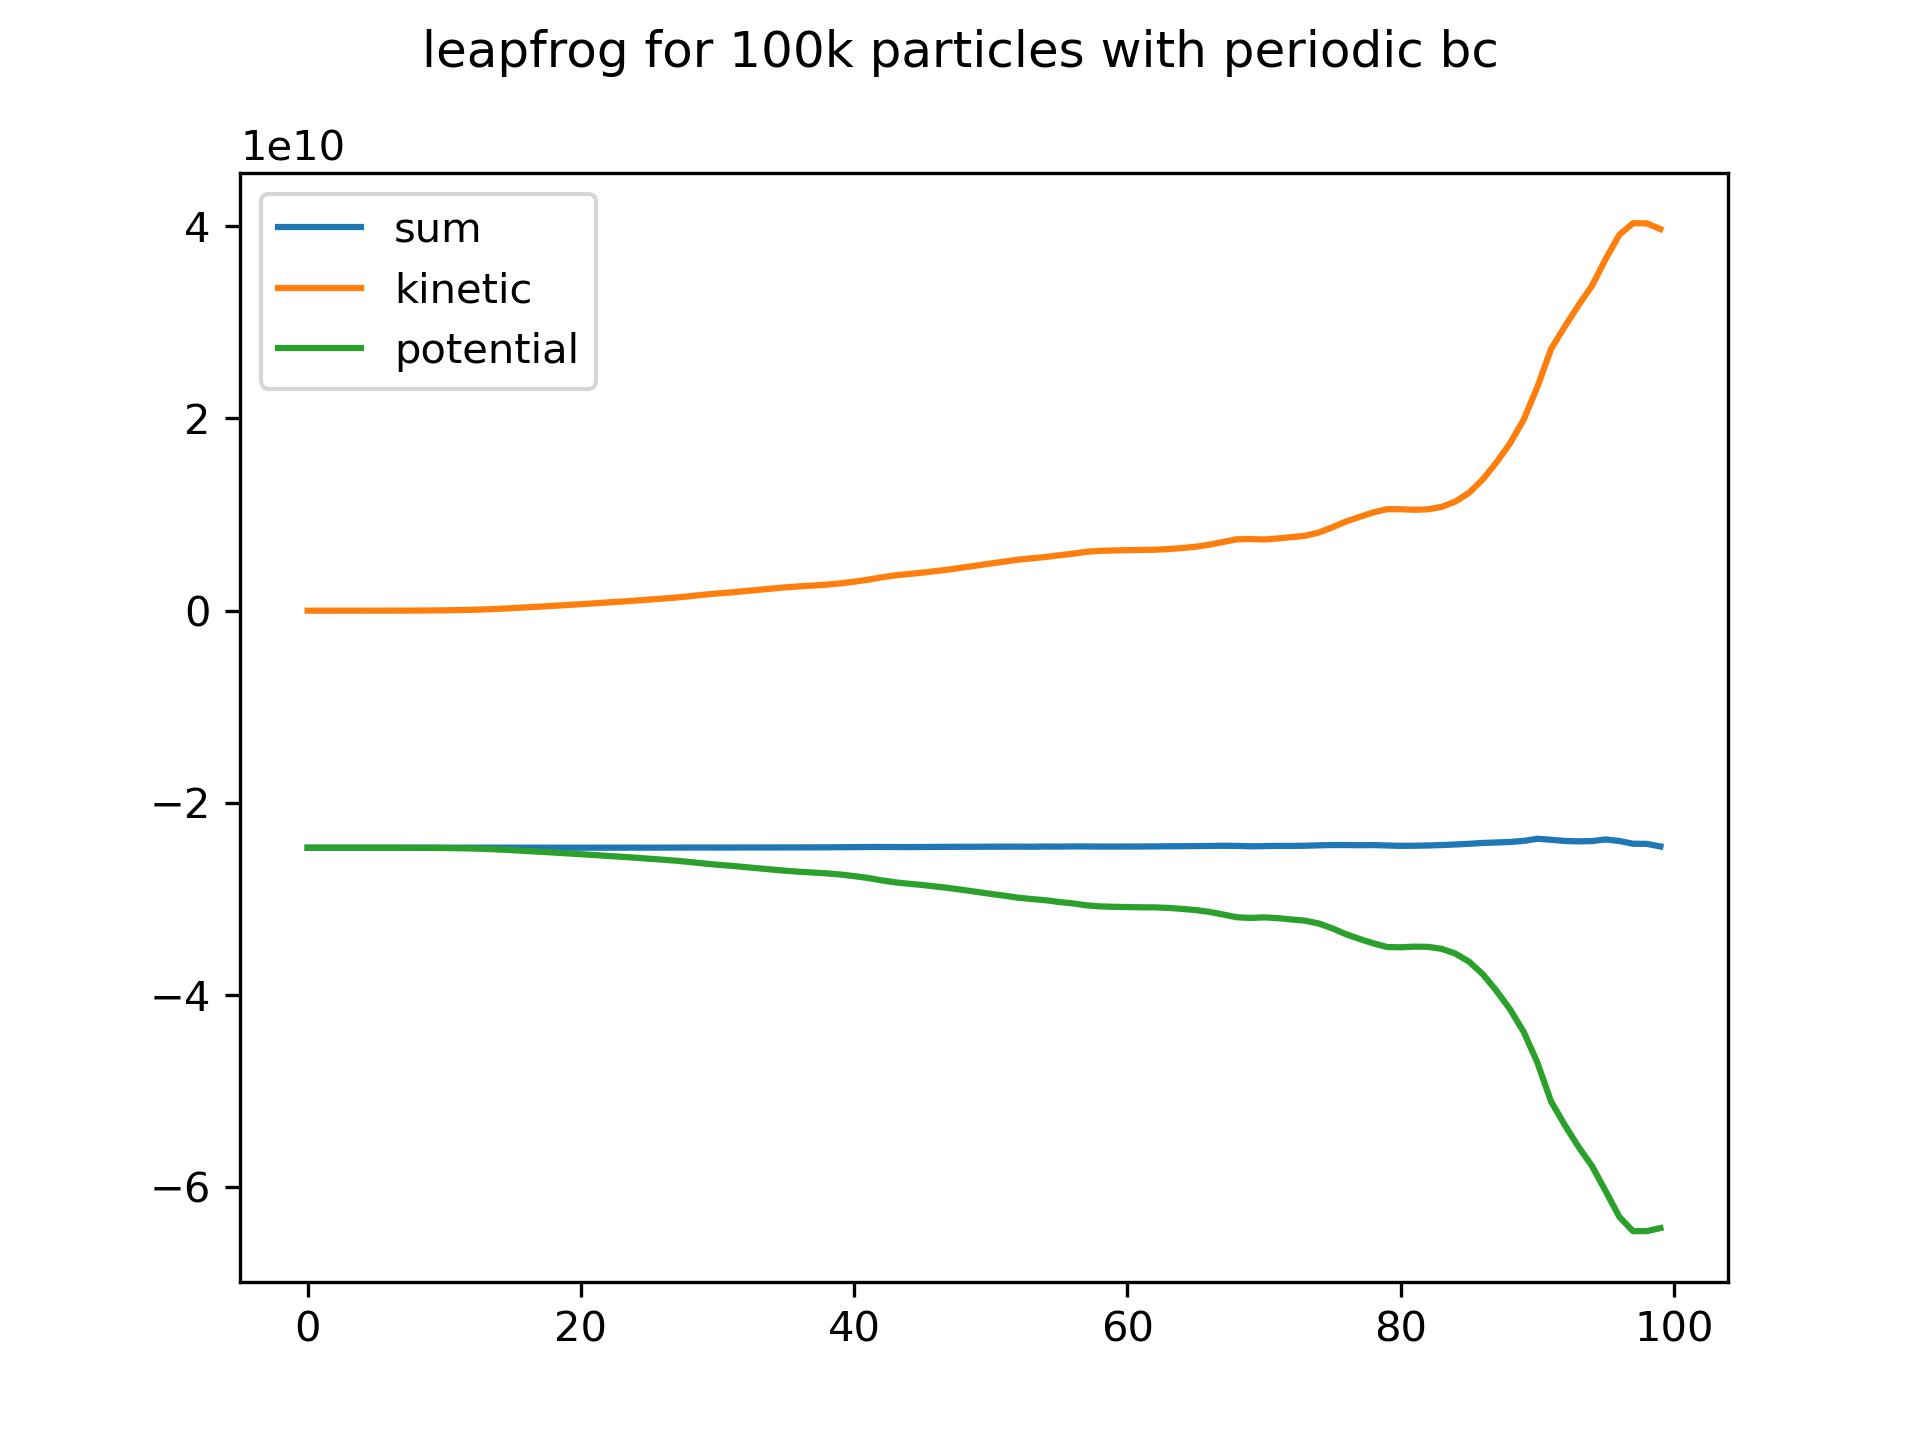 leapfrog for 100k particles with periodic bc
1e10
sum
kinetic
potential
4
2
0
−2
−4
−6
0 20 40 60 80 100